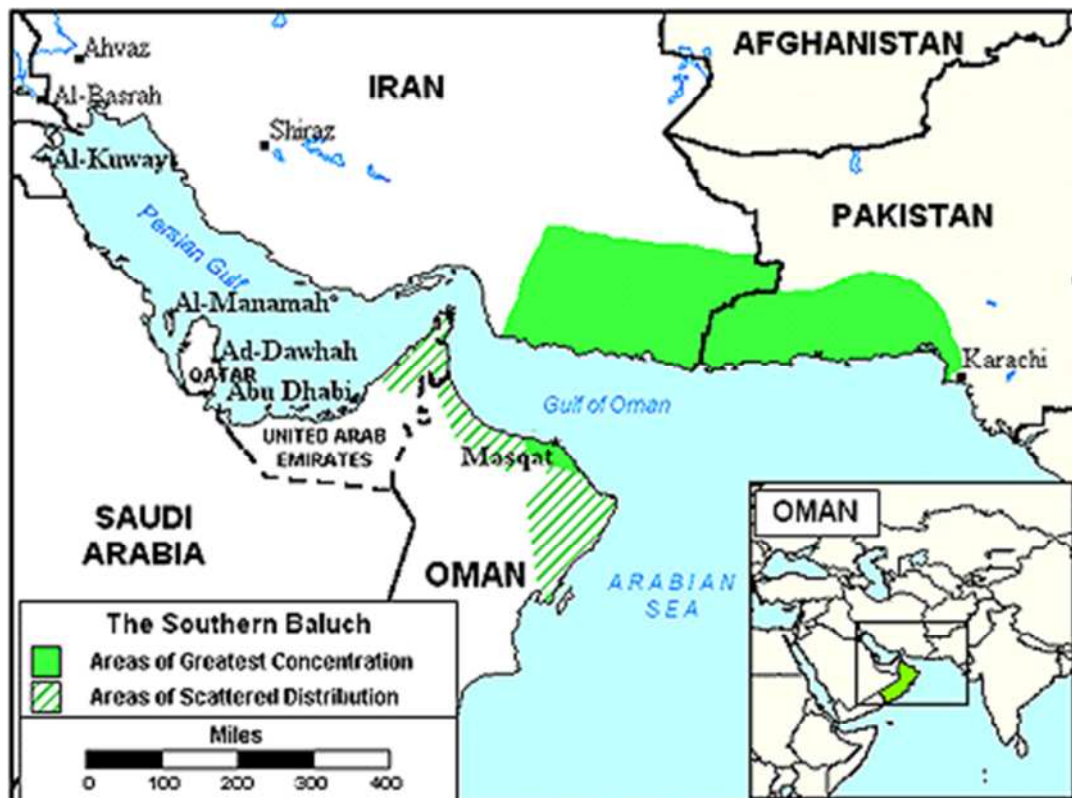 AFGHANISTAN
Ahvaz
IRAN
Al-Basrah
Shiraz
Al-Kuwayt
PAKISTAN
Persian Gulf
Al-Manamah
Ad-Dawhah
QATAR
Karachi
Abu Dhabi
Gulf of Oman
UNITED ARAB
EMIRATES
Masqat
SAUDI
ARABIA
OMAN
ARABIAN
SEA
OMAN
The Southern Baluch
Areas of Greatest Concentration
Areas of Scattered Distribution
Miles
0 100 200 300 400